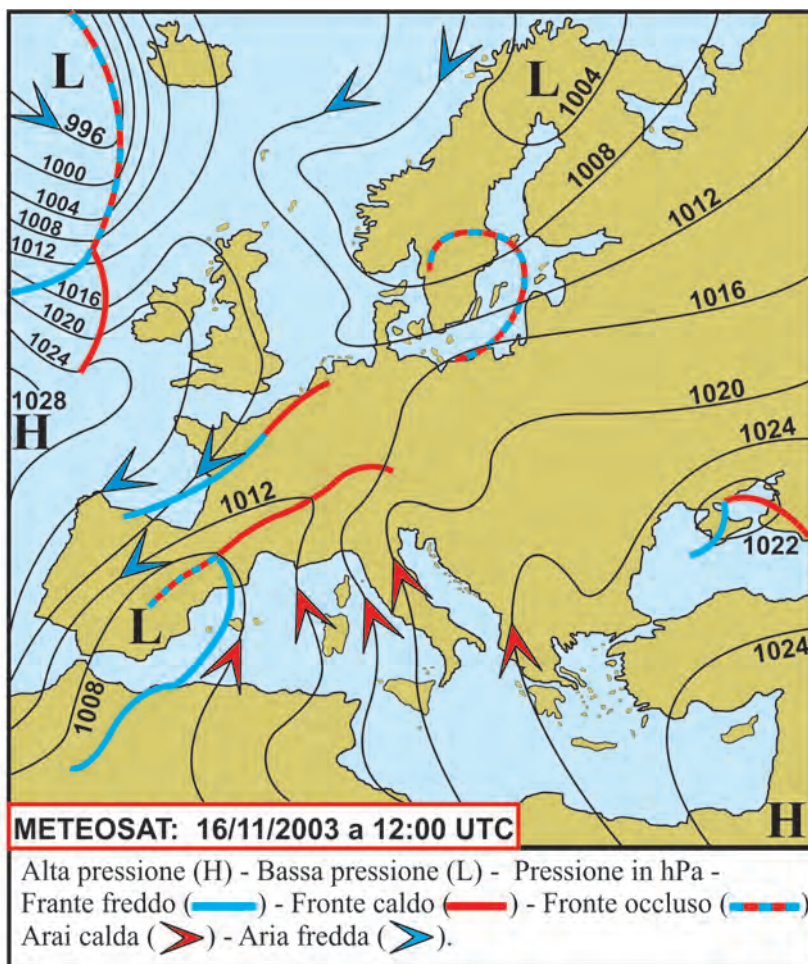 L
L
996
1004
1000
1008
1004
1012
1008
1012
1016
1016
1020
1024
1028
H
1020
1024
1012
1022
L
1008
1024
H
METEOSAT: 16/11/2003 a 12:00 UTC
Alta pressione (H) - Bassa pressione (L) - Pressione in hPa -
Frante freddo ( ) - Fronte caldo ( ) - Fronte occluso ( )
Arai calda ( ) - Aria fredda ( ).